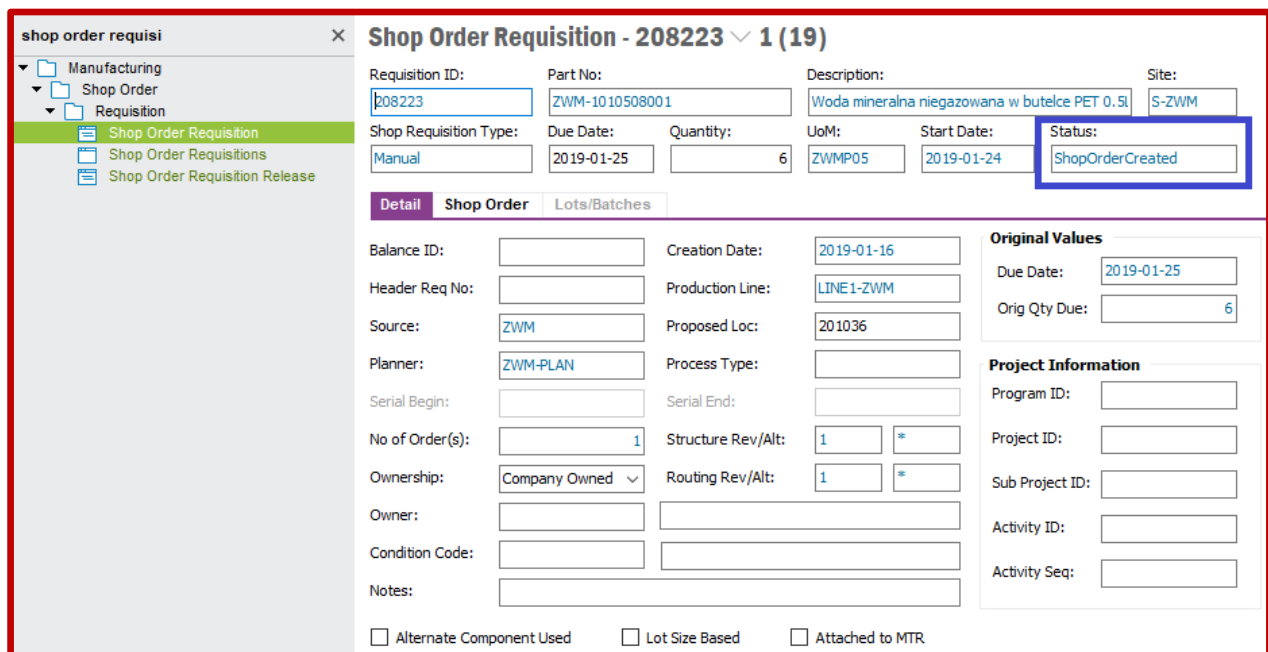 shop order requisi
Manufacturing
Shop Order
Requisition
Shop Order Requisition
Shop Order Requisitions
Shop Order Requisition Release
Shop Order Requisition - 208223 1 (19)
Requisition ID: Part No: Description: Site:
208223 ZWM-1010508001 Woda mineralna niegazowana w butelce PET 0.5L S-ZWM
Shop Requisition Type: Due Date: Quantity: UoM: Start Date: Status:
Manual 2019-01-25 6 ZWMP05 2019-01-24 ShopOrderCreated
Detail Shop Order Lots/Batches
Balance ID: Creation Date: 2019-01-16
Header Req No: Production Line: LINE1-ZWM
Source: ZWM Proposed Loc: 201036
Planner: ZWM-PLAN Process Type:
Serial Begin: Serial End:
No of Order(s): 1 Structure Rev/Alt: 1 *
Ownership: Company Owned Routing Rev/Alt: 1 *
Owner:
Condition Code:
Notes:
Alternate Component Used Lot Size Based Attached to MTR
Original Values
Due Date: 2019-01-25
Orig Qty Due: 6
Project Information
Program ID:
Project ID:
Sub Project ID:
Activity ID:
Activity Seq: